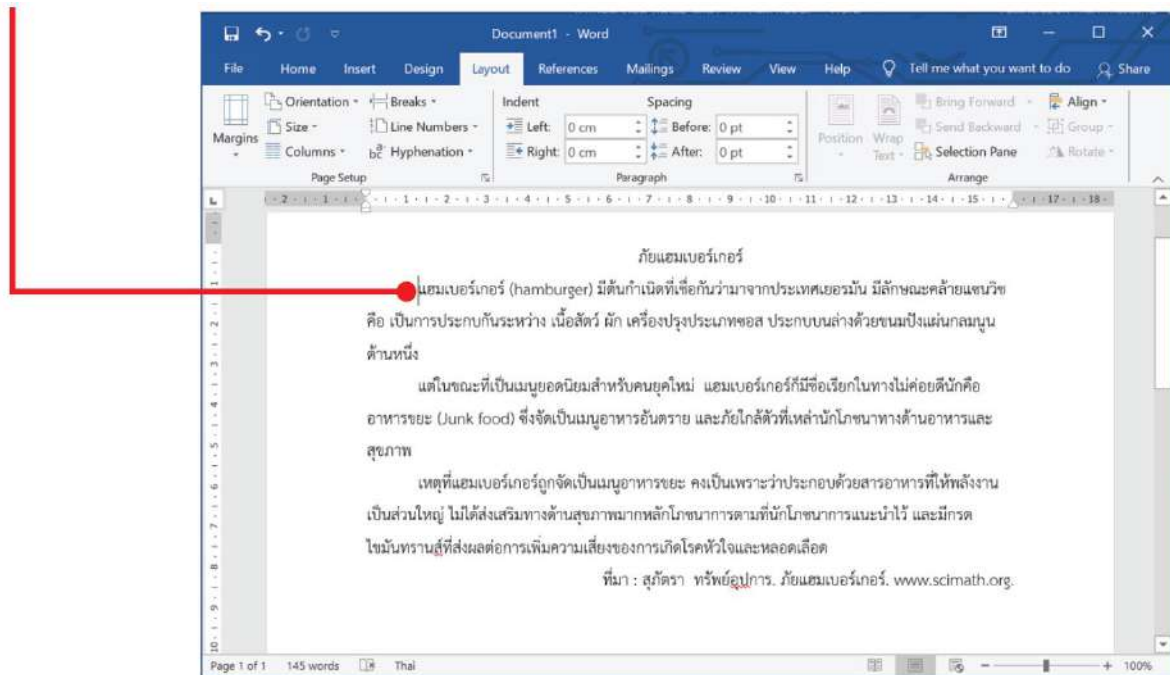 Document1 - Word
File Home Insert Design Layout References Mailings Review View Help Tell me what you want to do Share
Margins
Orientation
Size
Columns
Breaks
Line Numbers
Hyphenation
Page Setup
Indent
Left: 0 cm
Right: 0 cm
Spacing
Before: 0 pt
After: 0 pt
Paragraph
Position
Wrap Text
Bring Forward
Send Backward
Selection Pane
Align
Group
Rotate
Arrange
2 1 1 2 3 4 5 6 7 8 9 10 11 12 13 14 15 17 18
ภัยแฮมเบอร์เกอร์
แฮมเบอร์เกอร์ (hamburger) มีต้นกำเนิดที่เชื่อกันว่ามาจากประเทศเยอรมัน มีลักษณะคล้ายแซนวิช
คือ เป็นการประกบกันระหว่าง เนื้อสัตว์ ผัก เครื่องปรุงประเภทซอส ประกบบนล่างด้วยขนมปังแผ่นกลมนูน
ด้านหนึ่ง
แต่ในขณะที่เป็นเมนูยอดนิยมสำหรับคนยุคใหม่ แฮมเบอร์เกอร์ก็มีชื่อเรียกในทางไม่ค่อยดีนักคือ
อาหารขยะ (Junk food) ซึ่งจัดเป็นเมนูอาหารอันตราย และภัยใกล้ตัวที่เหล่านักโภชนาทางด้านอาหารและ
สุขภาพ
เหตุที่แฮมเบอร์เกอร์ถูกจัดเป็นเมนูอาหารขยะ คงเป็นเพราะว่าประกอบด้วยสารอาหารที่ให้พลังงาน
เป็นส่วนใหญ่ ไม่ได้ส่งเสริมทางด้านสุขภาพมากหลักโภชนาการตามที่นักโภชนาการแนะนำไว้ และมีกรด
ไขมันทรานส์ที่ส่งผลต่อการเพิ่มความเสี่ยงของการเกิดโรคหัวใจและหลอดเลือด
ที่มา : สุภัตรา ทรัพย์อุปการ. ภัยแฮมเบอร์เกอร์. www.scimath.org.
Page 1 of 1 145 words Thai 100%